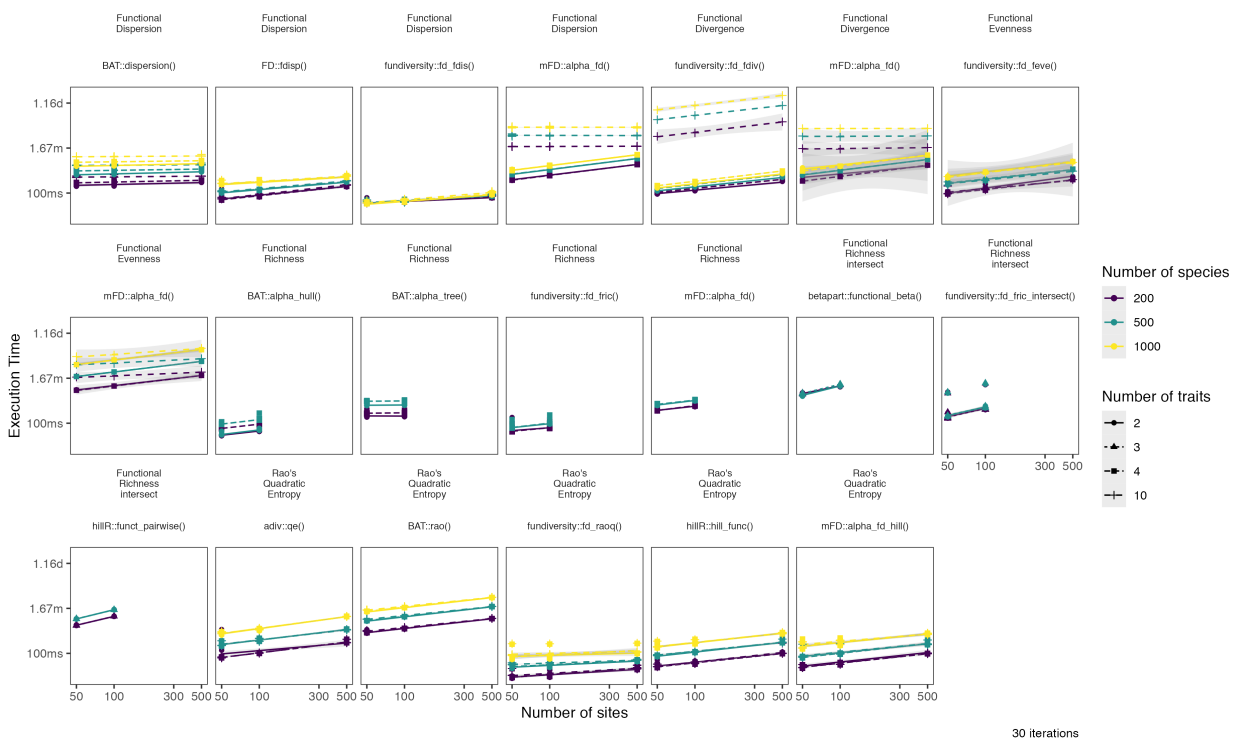 Functional
Dispersion
Functional
Dispersion
Functional
Dispersion
Functional
Dispersion
Functional
Divergence
Functional
Divergence
Functional
Evenness
BAT::dispersion()
FD::fdisp()
fundiversity::fd_fdis()
mFD::alpha_fd()
fundiversity::fd_fdiv()
mFD::alpha_fd()
fundiversity::fd_feve()
1.16d
1.67m
100ms
Functional
Evenness
Functional
Richness
Functional
Richness
Functional
Richness
Functional
Richness
Functional
Richness
intersect
Functional
Richness
intersect
mFD::alpha_fd()
BAT::alpha_hull()
BAT::alpha_tree()
fundiversity::fd_fric()
mFD::alpha_fd()
betapart::functional_beta()
fundiversity::fd_fric_intersect()
1.16d
1.67m
100ms
50 100 300 500
Functional
Richness
intersect
Rao's
Quadratic
Entropy
Rao's
Quadratic
Entropy
Rao's
Quadratic
Entropy
Rao's
Quadratic
Entropy
Rao's
Quadratic
Entropy
hillR::funct_pairwise()
adiv::qe()
BAT::rao()
fundiversity::fd_raoq()
hillR::hill_func()
mFD::alpha_fd_hill()
1.16d
1.67m
100ms
50 100 300 500
50 100 300 500
50 100 300 500
50 100 300 500
50 100 300 500
50 100 300 500
Execution Time
Number of sites
Number of species
200
500
1000
Number of traits
2
3
4
10
30 iterations